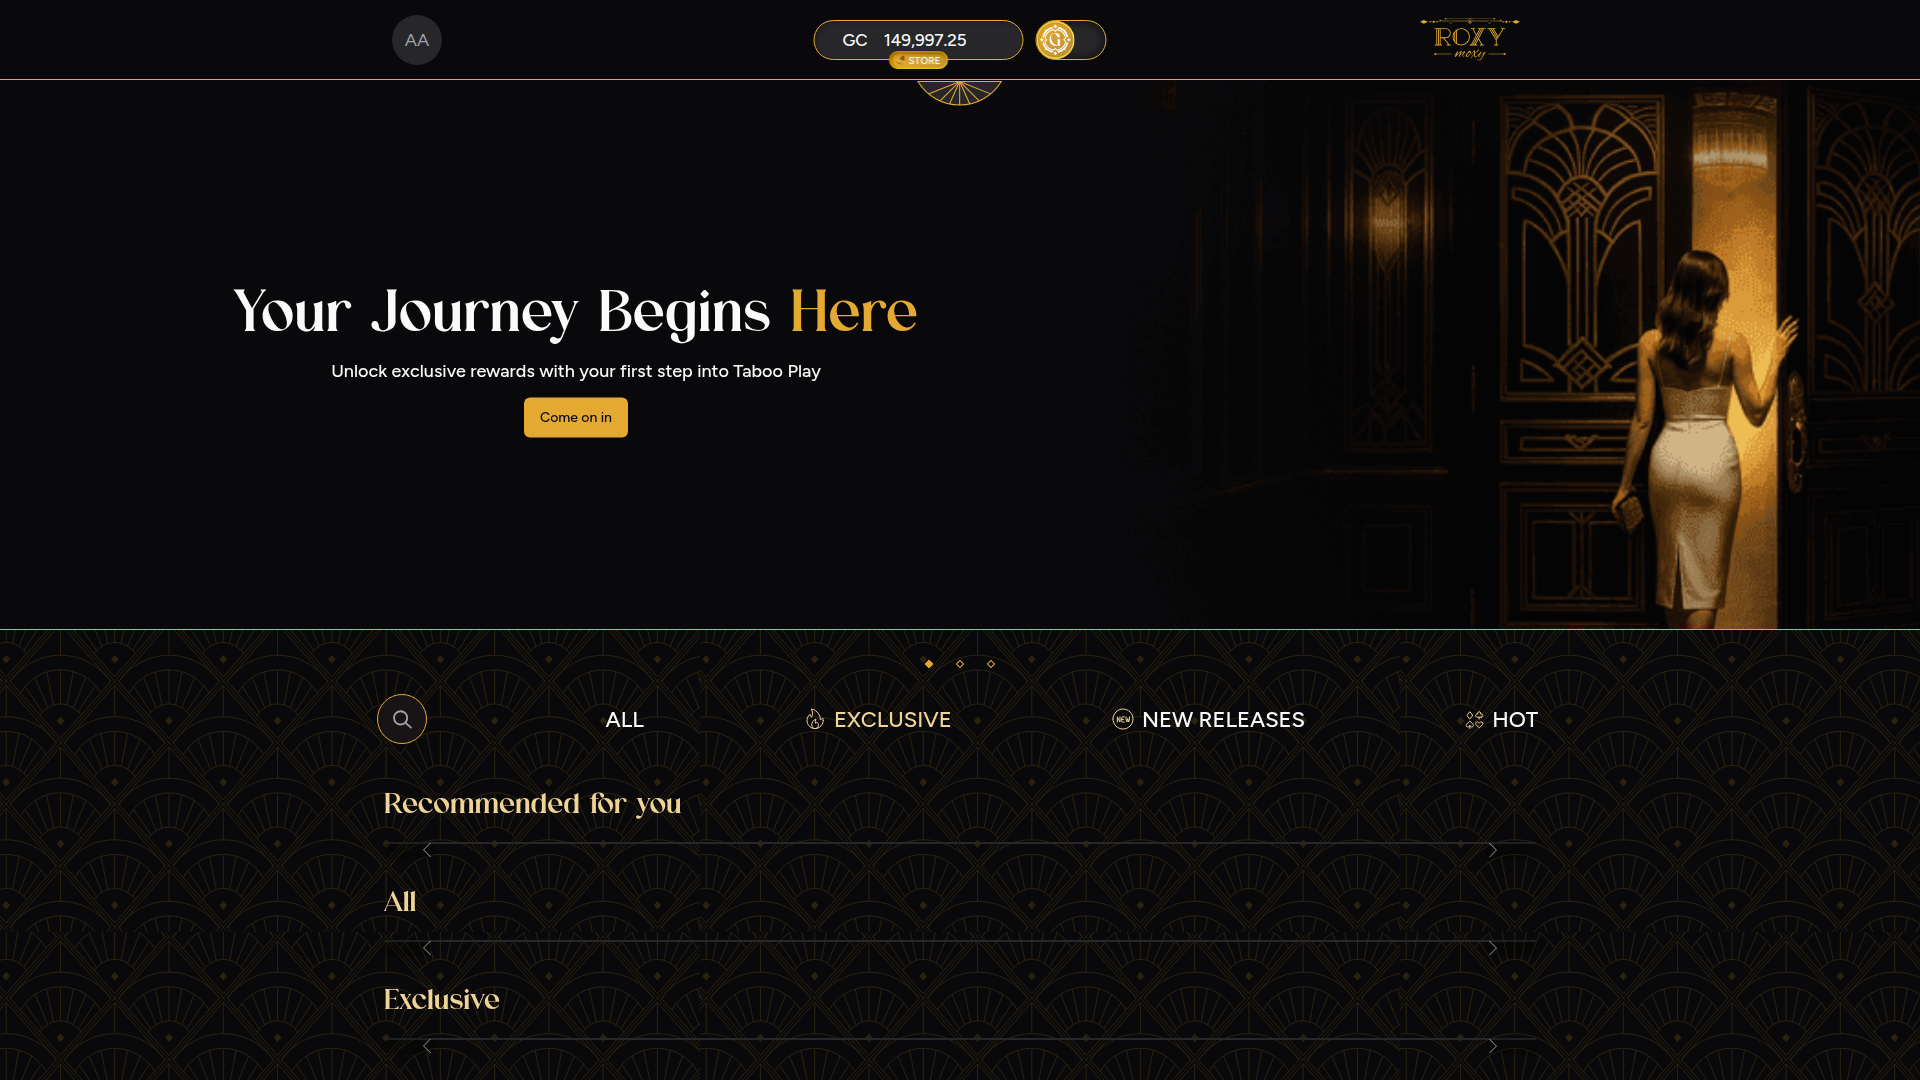 AA
GC 149,997.25
STORE
G
ROXY
moxy
Your Journey Begins Here
Unlock exclusive rewards with your first step into Taboo Play
Come on in
ALL
EXCLUSIVE
NEW
NEW RELEASES
HOT
Recommended for you
All
Exclusive